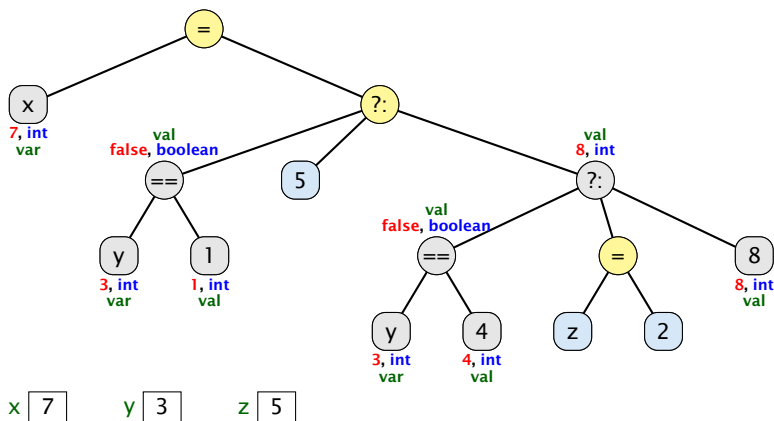 =
x
7, int
var
?:
val
false, boolean
==
5
val
8, int
?:
y
3, int
var
1
1, int
val
val
false, boolean
==
=
8
8, int
val
y
3, int
var
4
4, int
val
z
2
x 7 y 3 z 5